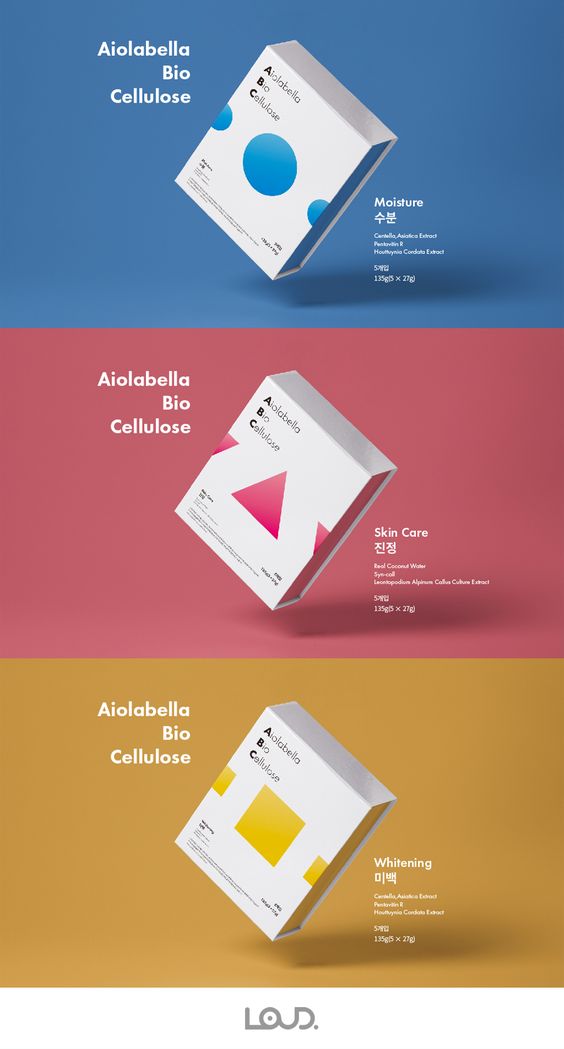 Aiolabella
Bio
Cellulose
Aiolabella
Bio
Cellulose
Moisture
수분
Centella,Asiatica Extract
Pentavitin R
Houttuynia Cordata Extract
5개입
135g(5 × 27g)
Aiolabella
Bio
Cellulose
Aiolabella
Bio
Cellulose
Skin Care
진정
Real Coconut Water
Syn-coll
Leontopodium Alpinum Callus Culture Extract
5개입
135g(5 × 27g)
Aiolabella
Bio
Cellulose
Aiolabella
Bio
Cellulose
Whitening
미백
Centella,Asiatica Extract
Pentavitin R
Houttuynia Cordata Extract
5개입
135g(5 × 27g)
LOUD.